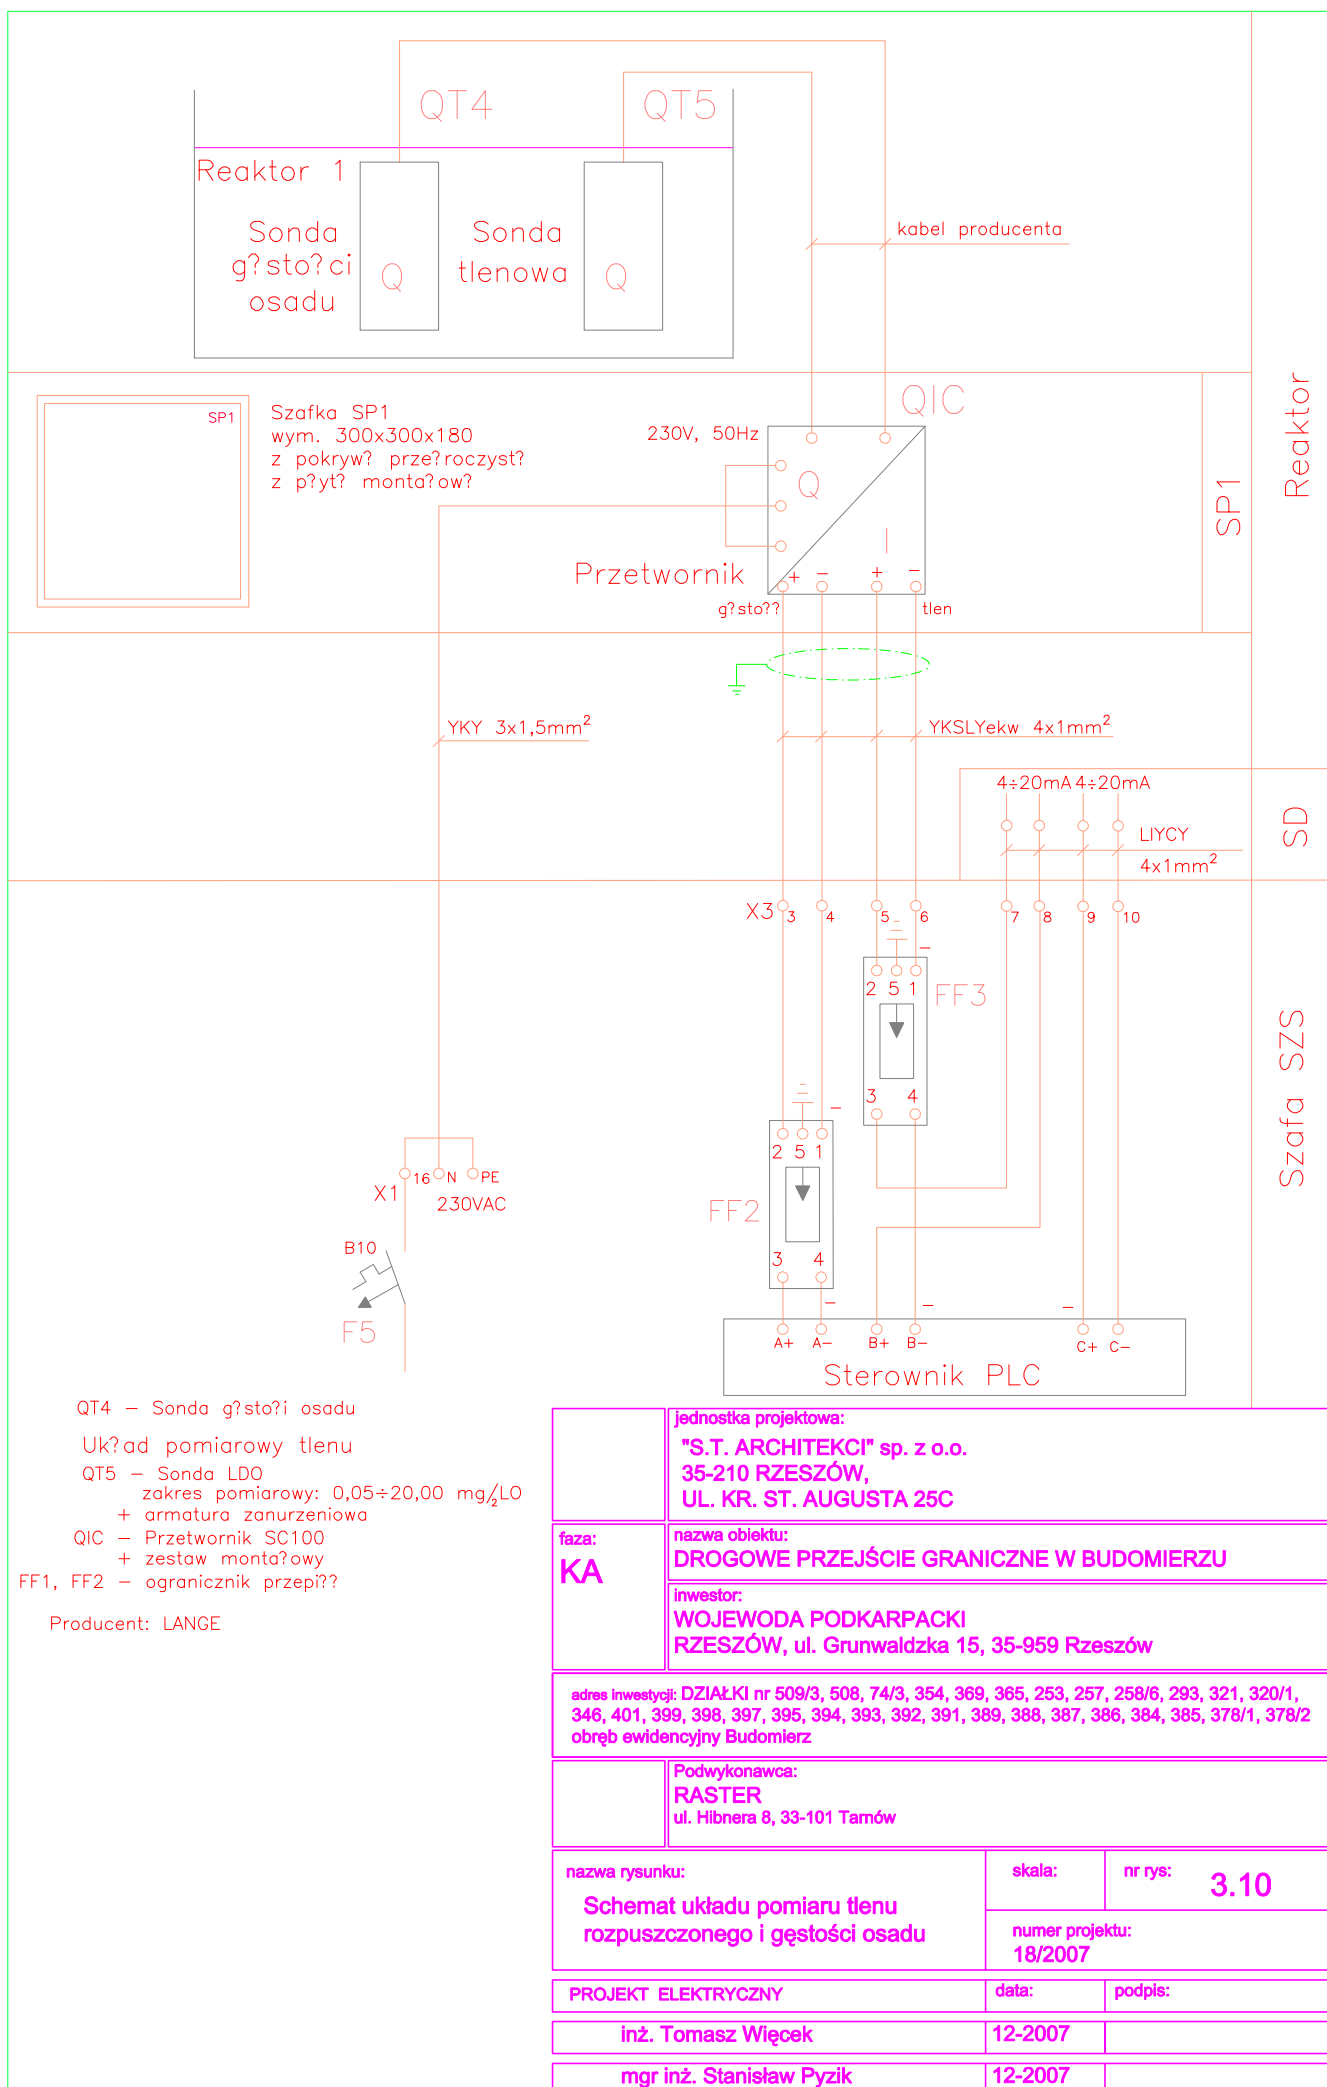 QT4
QT5
Reaktor 1
Sonda
g?sto?ci
osadu
Q
Sonda
tlenowa
Q
kabel producenta
Reaktor
SP1
Szafka SP1
wym. 300x300x180
z pokryw? prze?roczyst?
z p?yt? monta?ow?
QIC
230V, 50Hz
Q
I
Przetwornik
+ − + −
g?sto??
tlen
SP1
YKY 3x1,5mm²
YKSLYekw 4x1mm²
4÷20mA 4÷20mA
LIYCY
4x1mm²
SD
X3 3 4 5 6 7 8 9 10
−
2 5 1
FF3
3 4
−
2 5 1
FF2
3 4
Szafa SZS
X1 16 N PE
230VAC
B10
F5
− − −
A+ A− B+ B− C+ C−
Sterownik PLC
QT4 − Sonda g?sto?i osadu
Uk?ad pomiarowy tlenu
QT5 − Sonda LDO
zakres pomiarowy: 0,05÷20,00 mg/LO₂
+ armatura zanurzeniowa
QIC − Przetwornik SC100
+ zestaw monta?owy
FF1, FF2 − ogranicznik przepi??
Producent: LANGE
jednostka projektowa:
"S.T. ARCHITEKCI" sp. z o.o.
35-210 RZESZÓW,
UL. KR. ST. AUGUSTA 25C
faza:
KA
nazwa obiektu:
DROGOWE PRZEJŚCIE GRANICZNE W BUDOMIERZU
inwestor:
WOJEWODA PODKARPACKI
RZESZÓW, ul. Grunwaldzka 15, 35-959 Rzeszów
adres inwestycji: DZIAŁKI nr 509/3, 508, 74/3, 354, 369, 365, 253, 257, 258/6, 293, 321, 320/1,
346, 401, 399, 398, 397, 395, 394, 393, 392, 391, 389, 388, 387, 386, 384, 385, 378/1, 378/2
obręb ewidencyjny Budomierz
Podwykonawca:
RASTER
ul. Hibnera 8, 33-101 Tarnów
nazwa rysunku:
Schemat układu pomiaru tlenu
rozpuszczonego i gęstości osadu
skala:
nr rys: 3.10
numer projektu:
18/2007
PROJEKT ELEKTRYCZNY
data:
podpis:
inż. Tomasz Więcek
12-2007
mgr inż. Stanisław Pyzik
12-2007